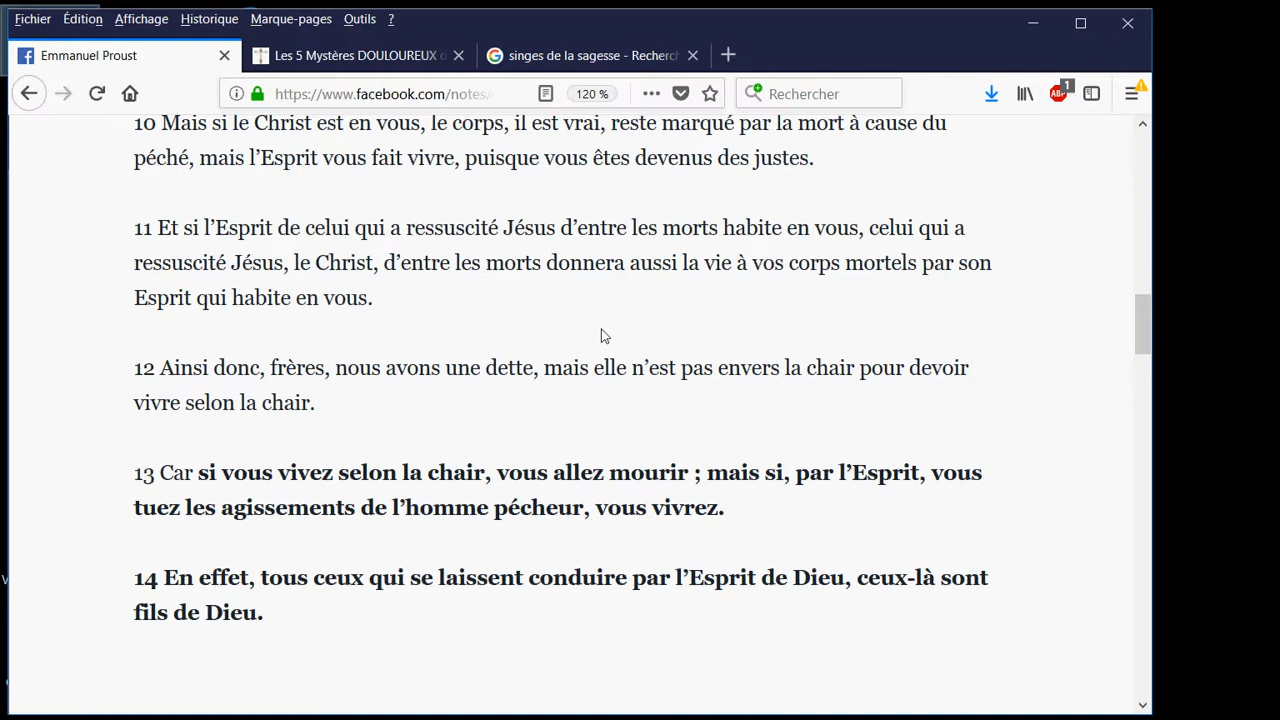 Fichier Édition Affichage Historique Marque-pages Outils ?
Emmanuel Proust Les 5 Mystères DOULOUREUX singes de la sagesse - Recherch
https://www.facebook.com/notes/ 120 % Rechercher ABP 1
10 Mais si le Christ est en vous, le corps, il est vrai, reste marqué par la mort à cause du
péché, mais l’Esprit vous fait vivre, puisque vous êtes devenus des justes.
11 Et si l’Esprit de celui qui a ressuscité Jésus d’entre les morts habite en vous, celui qui a
ressuscité Jésus, le Christ, d’entre les morts donnera aussi la vie à vos corps mortels par son
Esprit qui habite en vous.
12 Ainsi donc, frères, nous avons une dette, mais elle n’est pas envers la chair pour devoir
vivre selon la chair.
13 Car si vous vivez selon la chair, vous allez mourir ; mais si, par l’Esprit, vous
tuez les agissements de l’homme pécheur, vous vivrez.
14 En effet, tous ceux qui se laissent conduire par l’Esprit de Dieu, ceux-là sont
fils de Dieu.